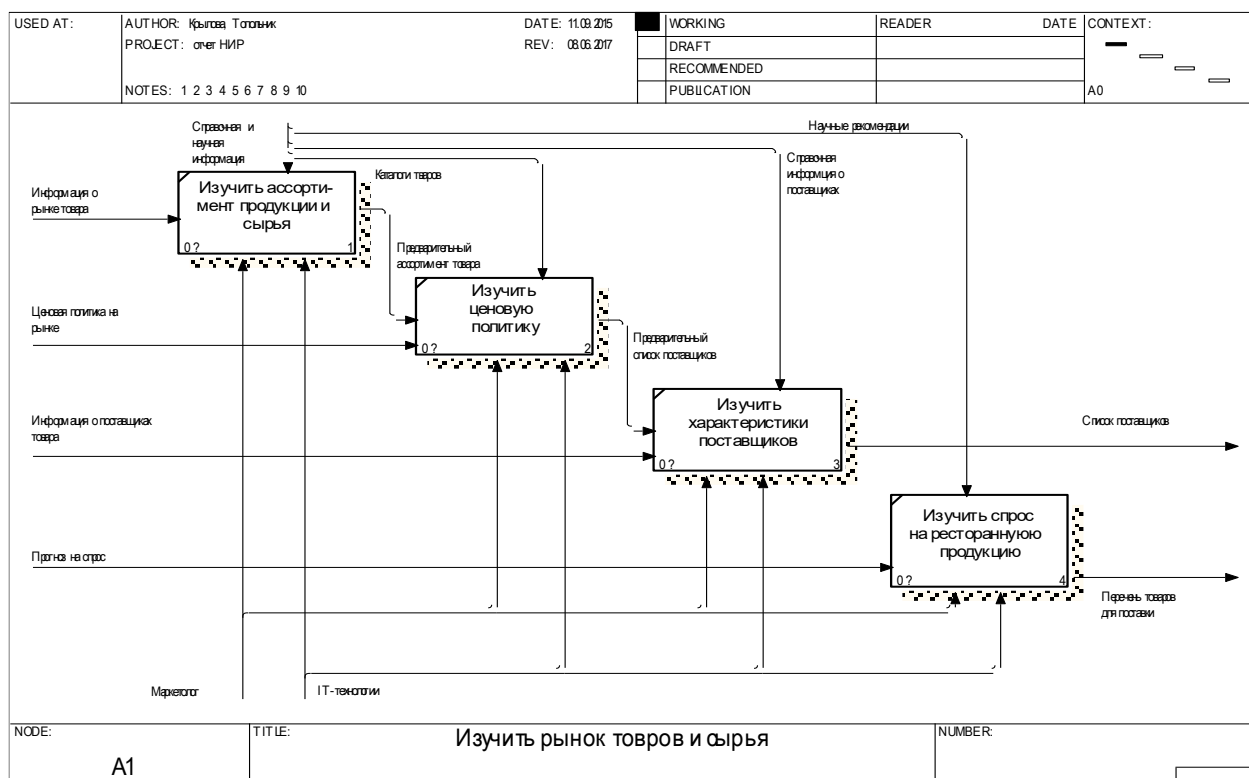 USED AT:
AUTHOR: Крылова, Топольник
DATE: 11.09.2015
WORKING
READER
DATE
CONTEXT:
PROJECT: отчет НИР
REV: 08.06.2017
DRAFT
RECOMMENDED
NOTES: 1 2 3 4 5 6 7 8 9 10
PUBLICATION
A0
Справочная и
научная
информация
Научные рекомендации
Справочная
информция о
поставщиках
Каталоги тваров
Информация о
рынке товара
Изучить ассорти-
мент продукции и
сырья
0 ?
1
Предварительный
ассортимент товара
Ценовая политика на
рынке
Изучить
ценовую
политику
0 ?
2
Предварительный
список поставщиков
Информация о поставщиках
товара
Изучить
характеристики
поставщиков
0 ?
3
Список поставщиков
Прогноз на спрос
Изучить спрос
на ресторанную
продукцию
0 ?
4
Перечень товаров
для поставки
Маркетолог
IT-технологии
NODE:
A1
TITLE:
Изучить рынок товров и сырья
NUMBER: